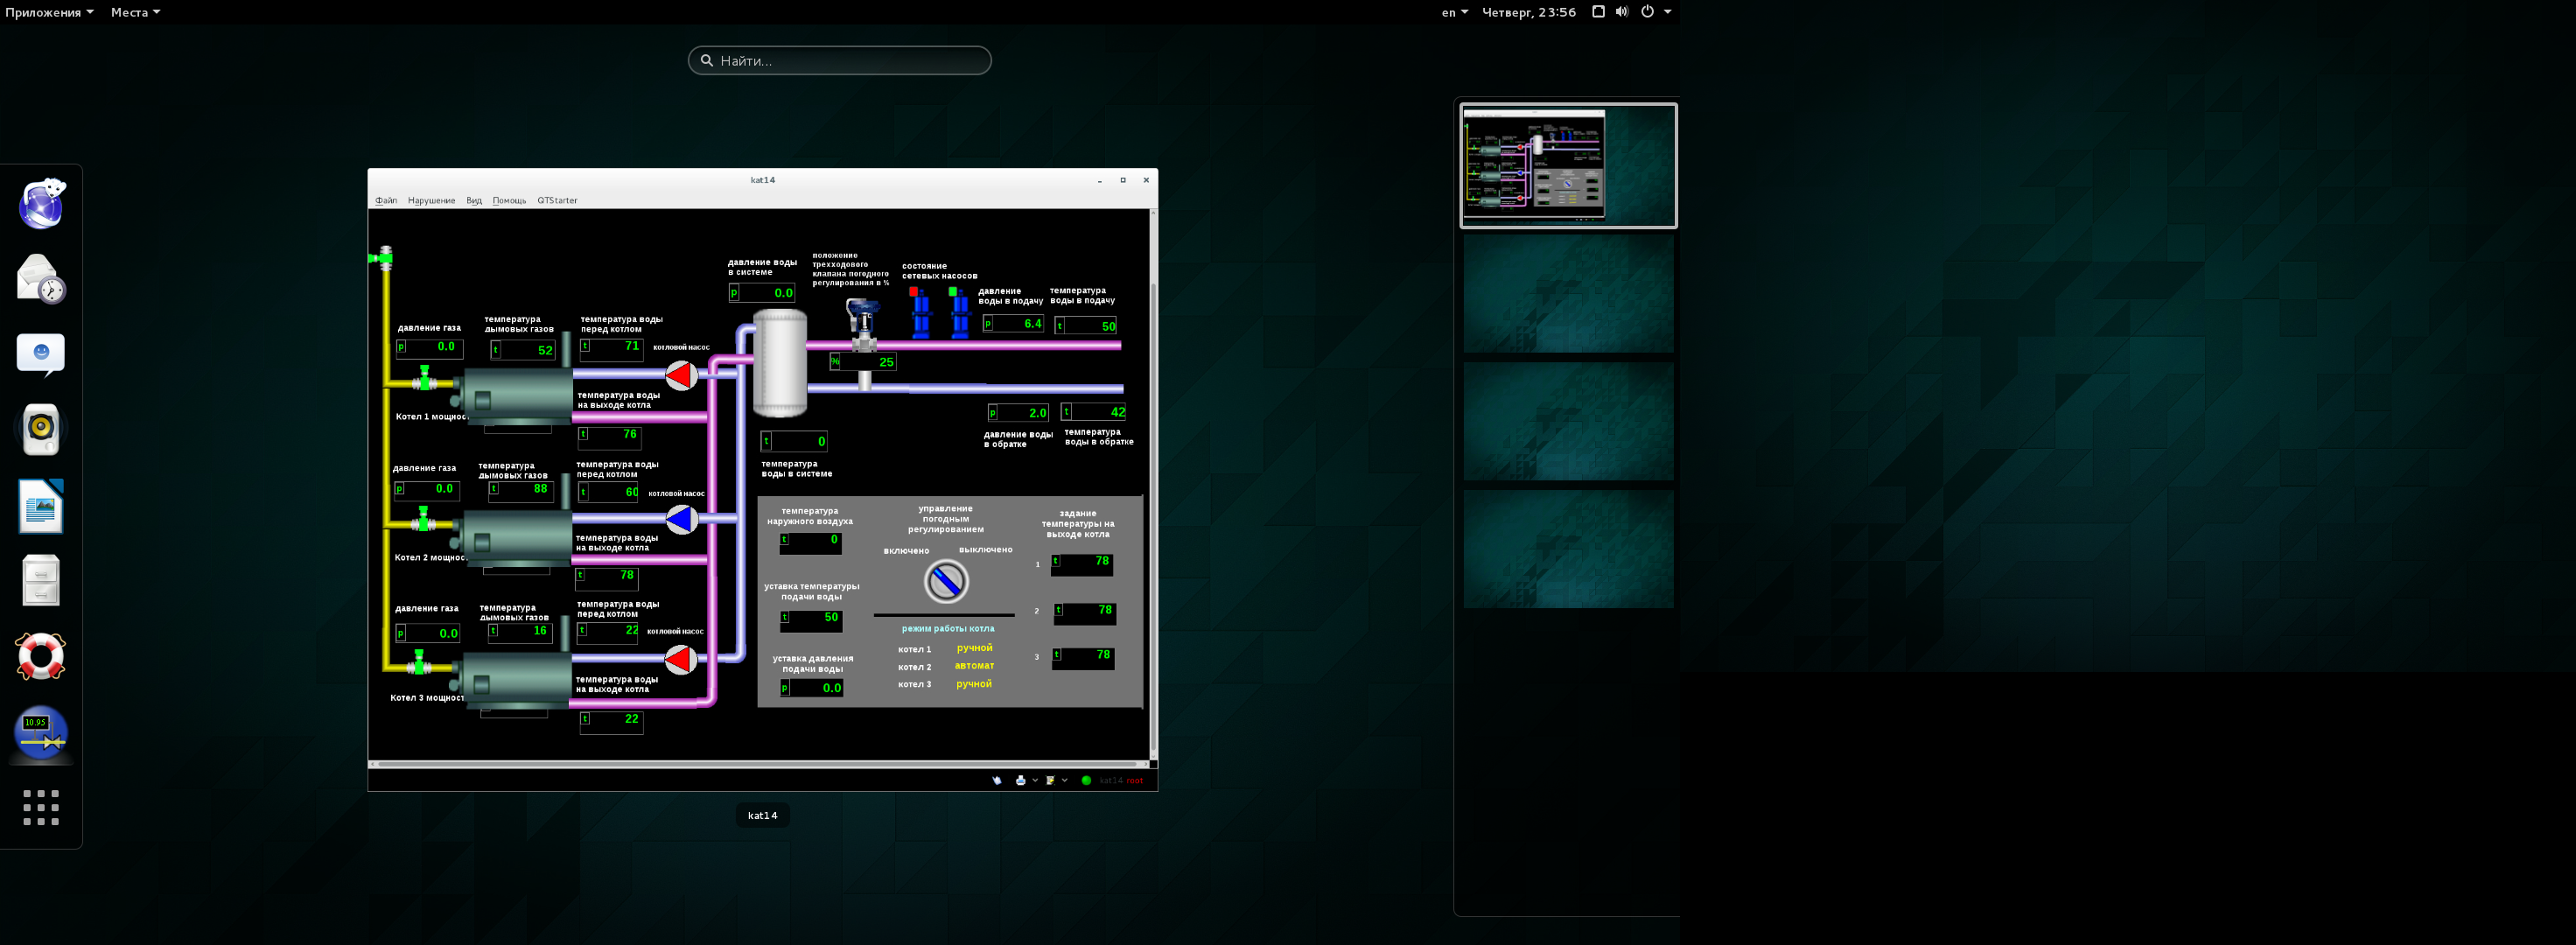 Приложения Места
en Четверг, 23:56
Найти...
kat14
Файл Нарушение Вид Помощь QTStarter
давление воды
в системе
p 0.0
положение
трехходового
клапана погодного
регулирования в %
состояние
сетевых насосов
давление
воды в подачу
p 6.4
температура
воды в подачу
t 50
% 25
p 2.0
t 42
давление воды
в обратке
температура
воды в обратке
t 0
температура
воды в системе
давление газа
p 0.0
температура
дымовых газов
t 52
температура воды
перед котлом
t 71
котловой насос
температура воды
на выходе котла
Котел 1 мощнос
t 76
давление газа
p 0.0
температура
дымовых газов
t 88
температура воды
перед котлом
t 60
котловой насос
температура воды
на выходе котла
Котел 2 мощнос
t 78
давление газа
p 0.0
температура
дымовых газов
t 16
температура воды
перед котлом
t 22
котловой насос
температура воды
на выходе котла
Котел 3 мощност
t 22
температура
наружного воздуха
t 0
уставка температуры
подачи воды
t 50
уставка давления
подачи воды
p 0.0
управление
погодным
регулированием
включено выключено
режим работы котла
котел 1 ручной
котел 2 автомат
котел 3 ручной
задание
температуры на
выходе котла
1 t 78
2 t 78
3 t 78
kat14 root
kat14
10.95